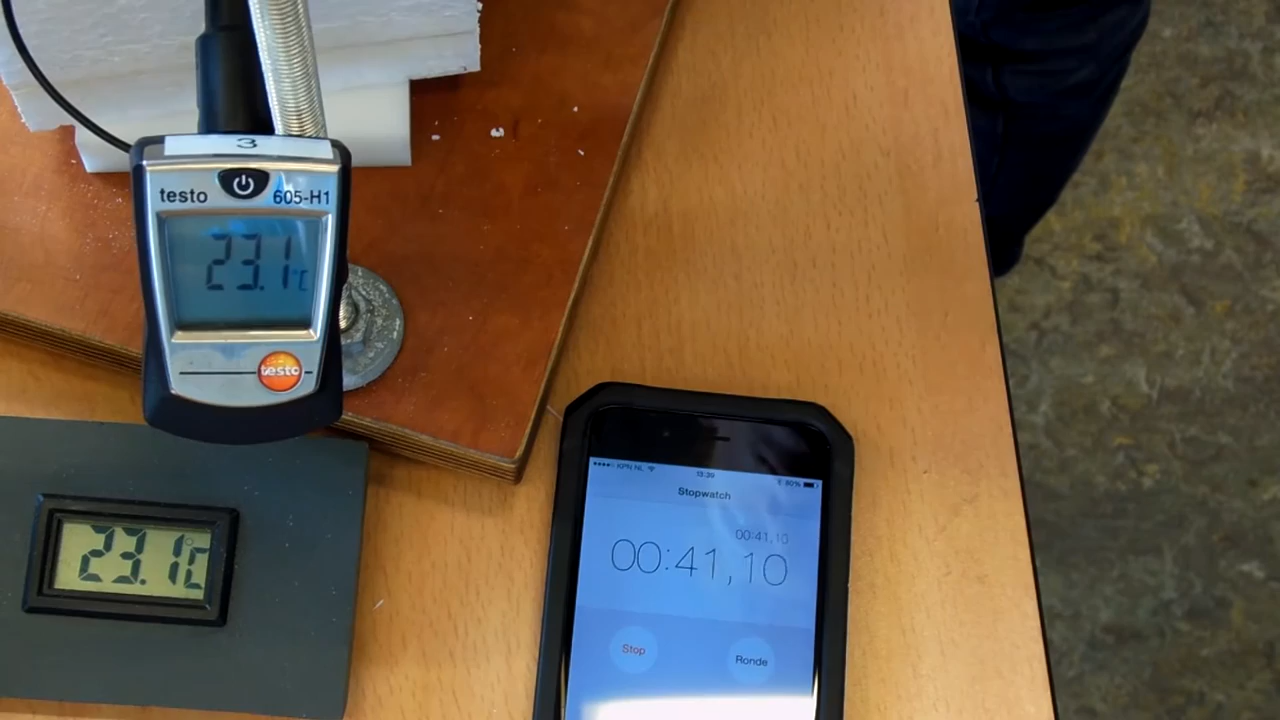 3
testo 605-H1
23.1°C
testo
23.1°C
KPN NL 13:39 80%
Stopwatch
00:41,10
00:41,10
Stop Ronde